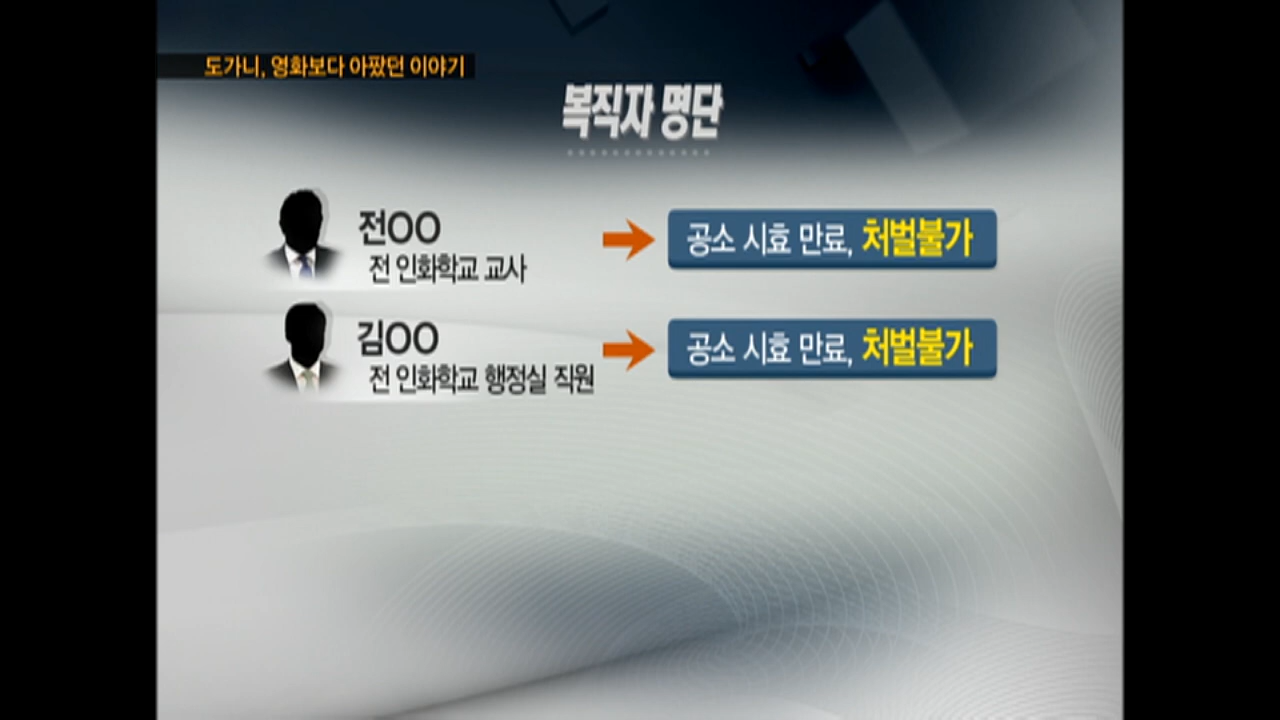 도가니, 영화보다 아팠던 이야기
복직자 명단
전OO
전 인화학교 교사
공소 시효 만료, 처벌불가
김OO
전 인화학교 행정실 직원
공소 시효 만료, 처벌불가